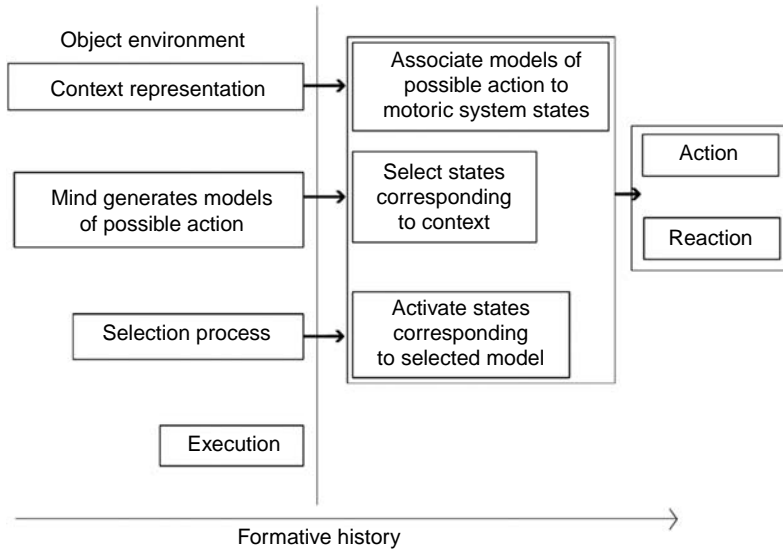 Object environment
Context representation
Mind generates models
of possible action
Selection process
Execution
Associate models of
possible action to
motoric system states
Select states
corresponding
to context
Activate states
corresponding
to selected model
Action
Reaction
Formative history